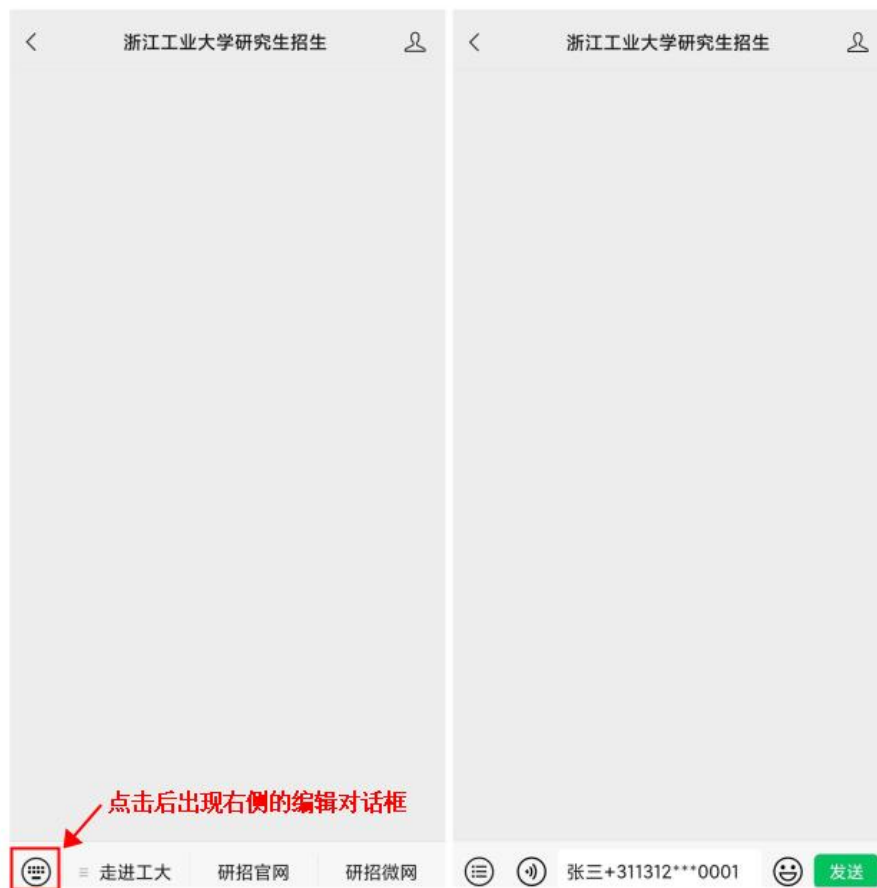 浙江工业大学研究生招生
浙江工业大学研究生招生
点击后出现右侧的编辑对话框
走进工大
研招官网
研招微网
张三+311312***0001
发送